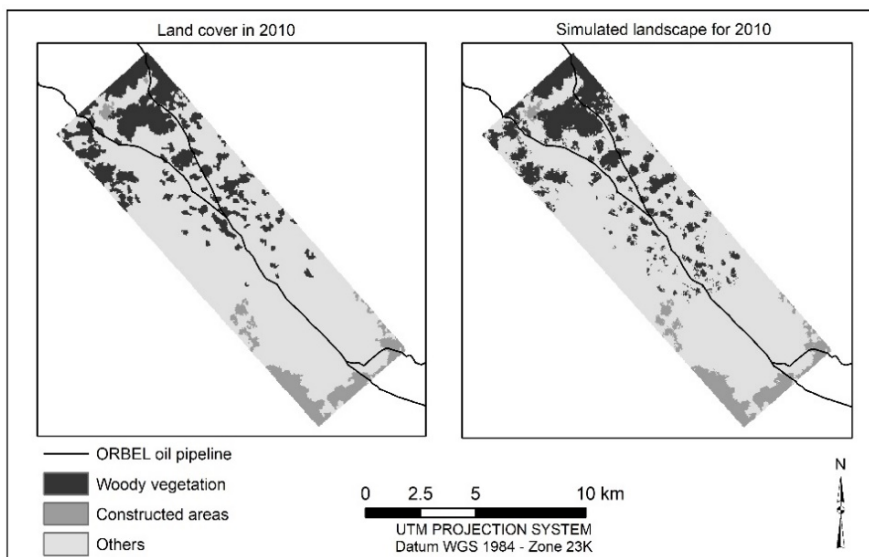 Land cover in 2010
Simulated landscape for 2010
ORBEL oil pipeline
Woody vegetation
Constructed areas
Others
0 2.5 5 10 km
UTM PROJECTION SYSTEM
Datum WGS 1984 - Zone 23K
N